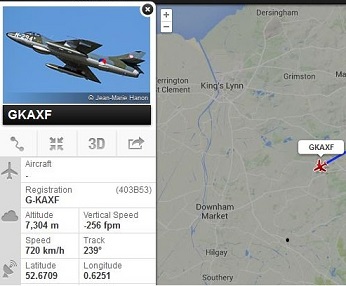 N-294
© Jean-Marie Hanon
GKAXF
3D
Aircraft
-
Registration (403B53)
G-KAXF
Altitude Vertical Speed
7,304 m -256 fpm
Speed Track
720 km/h 239°
Latitude Longitude
52.6709 0.6251
+
−
Dersingham
errington
t Clement
King's Lynn
Grimston
Ma
GKAXF
Downham
Market
Hilgay
Southery